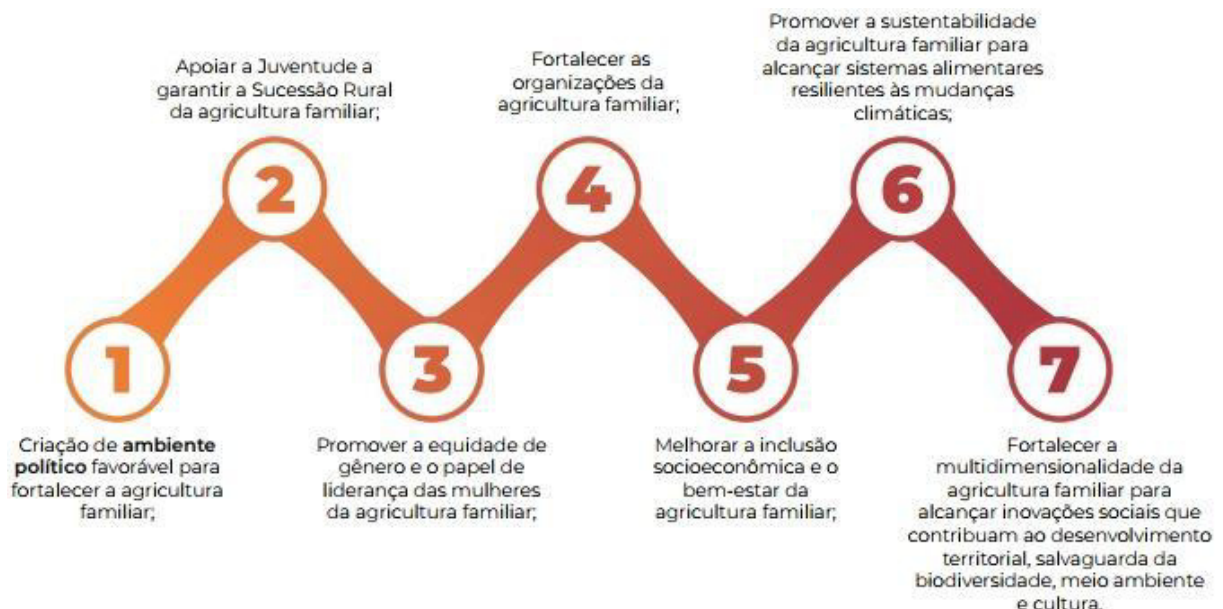 1
Criação de ambiente
político favorável para
fortalecer a agricultura
familiar;
2
Apoiar a Juventude a
garantir a Sucessão Rural
da agricultura familiar;
3
Promover a equidade de
gênero e o papel de
liderança das mulheres
da agricultura familiar;
4
Fortalecer as
organizações da
agricultura familiar;
5
Melhorar a inclusão
socioeconômica e o
bem-estar da
agricultura familiar;
6
Promover a sustentabilidade
da agricultura familiar para
alcançar sistemas alimentares
resilientes às mudanças
climáticas;
7
Fortalecer a
multidimensionalidade da
agricultura familiar para
alcançar inovações sociais que
contribuam ao desenvolvimento
territorial, salvaguarda da
biodiversidade, meio ambiente
e cultura.